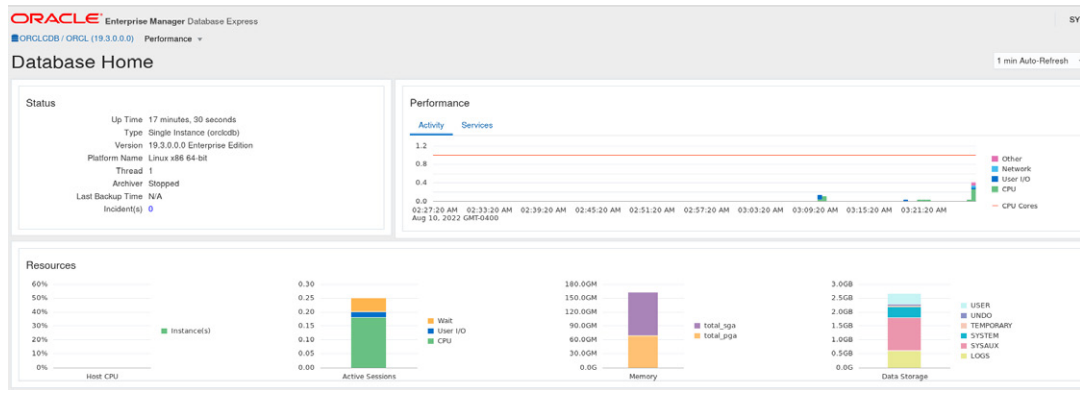 ORACLE Enterprise Manager Database Express
SY
ORCLCDB / ORCL (19.3.0.0.0) Performance
Database Home
1 min Auto-Refresh
Status
Up Time 17 minutes, 30 seconds
Type Single Instance (orclcdb)
Version 19.3.0.0.0 Enterprise Edition
Platform Name Linux x86 64-bit
Thread 1
Archiver Stopped
Last Backup Time N/A
Incident(s) 0
Performance
Activity Services
1.2
0.8
0.4
0.0
02:27:20 AM 02:33:20 AM 02:39:20 AM 02:45:20 AM 02:51:20 AM 02:57:20 AM 03:03:20 AM 03:09:20 AM 03:15:20 AM 03:21:20 AM
Aug 10, 2022 GMT-0400
Other
Network
User I/O
CPU
CPU Cores
Resources
60%
50%
40%
30%
20%
10%
0%
Host CPU
Instance(s)
0.30
0.25
0.20
0.15
0.10
0.05
0.00
Active Sessions
Wait
User I/O
CPU
180.0GM
150.0GM
120.0GM
90.0GM
60.0GM
30.0GM
0.0G
Memory
total_sga
total_pga
3.0GB
2.5GB
2.0GB
1.5GB
1.0GB
0.5GB
0.0G
Data Storage
USER
UNDO
TEMPORARY
SYSTEM
SYSAUX
LOGS